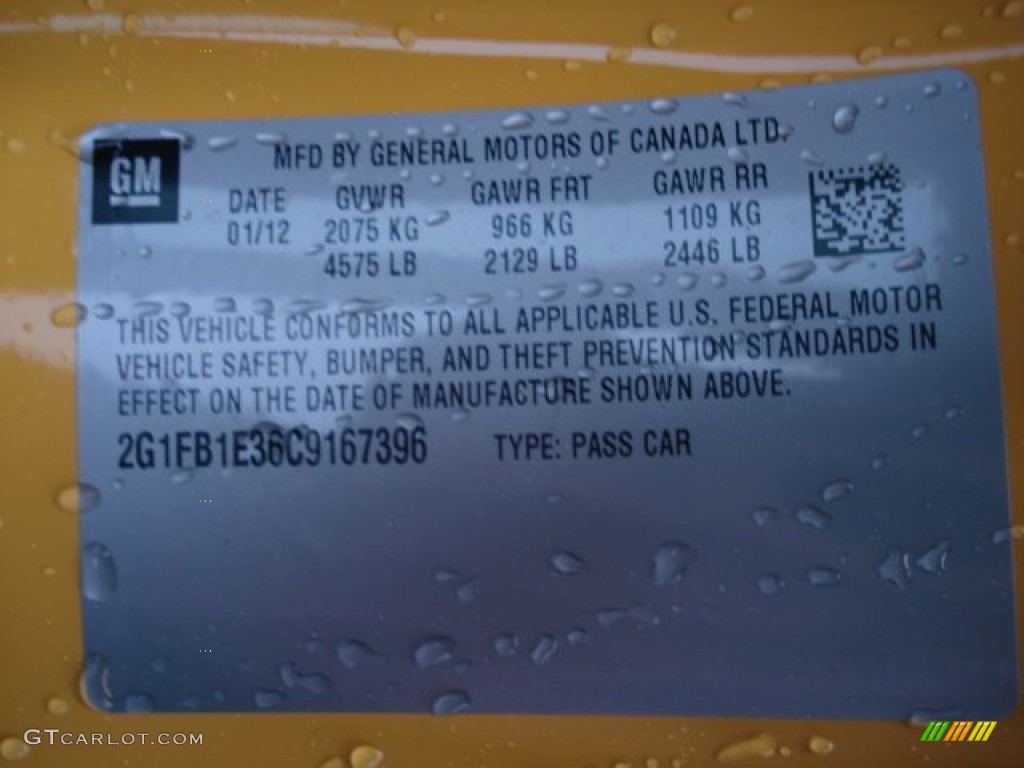 GM
MFD BY GENERAL MOTORS OF CANADA LTD.
DATE GVWR GAWR FRT GAWR RR
01/12 2075 KG 966 KG 1109 KG
4575 LB 2129 LB 2446 LB
THIS VEHICLE CONFORMS TO ALL APPLICABLE U.S. FEDERAL MOTOR
VEHICLE SAFETY, BUMPER, AND THEFT PREVENTION STANDARDS IN
EFFECT ON THE DATE OF MANUFACTURE SHOWN ABOVE.
2G1FB1E36C9167396 TYPE: PASS CAR
GTCARLOT.COM